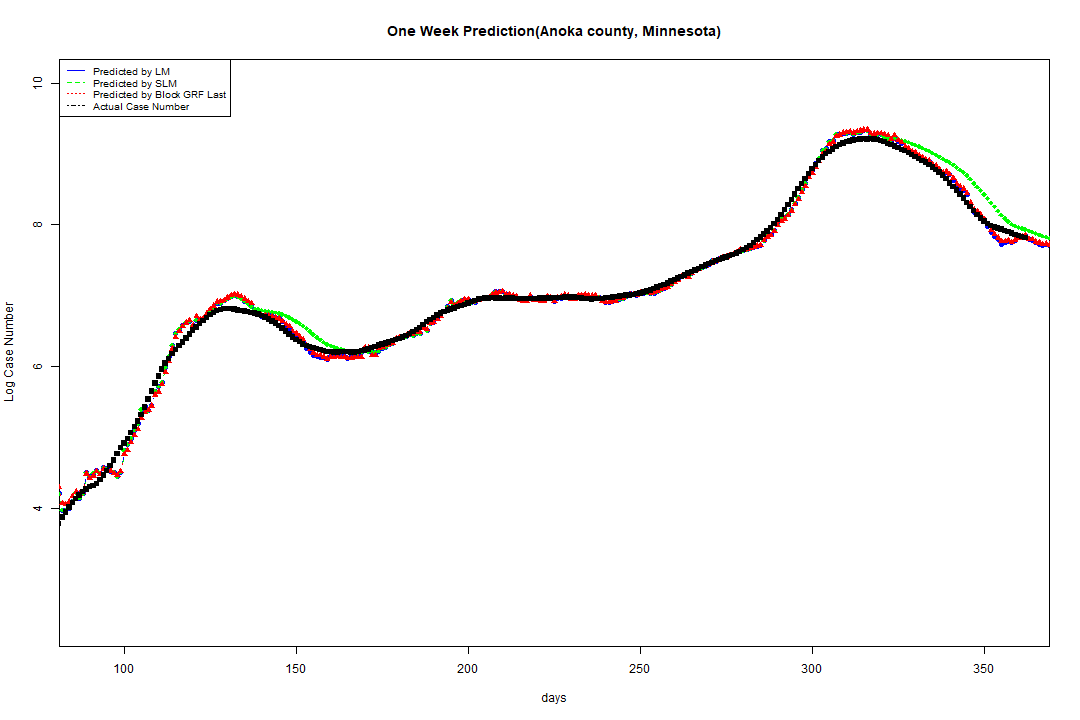 One Week Prediction(Anoka county, Minnesota)
Predicted by LM
Predicted by SLM
Predicted by Block GRF Last
Actual Case Number
10
8
6
4
Log Case Number
100 150 200 250 300 350
days